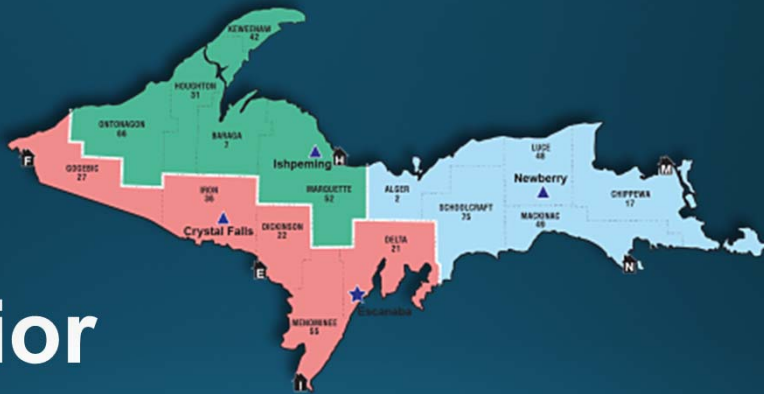 KEWEENAW
42
HOUGHTON
31
ONTONAGON
66
BARAGA
7
Ishpeming
H
F
GOGEBIC
27
IRON
36
Crystal Falls
MARQUETTE
52
DICKINSON
22
ALGER
2
LUCE
48
Newberry
M
CHIPPEWA
17
SCHOOLCRAFT
75
MACKINAC
49
DELTA
21
E
N
Escanaba
MENOMINEE
55
I
ior